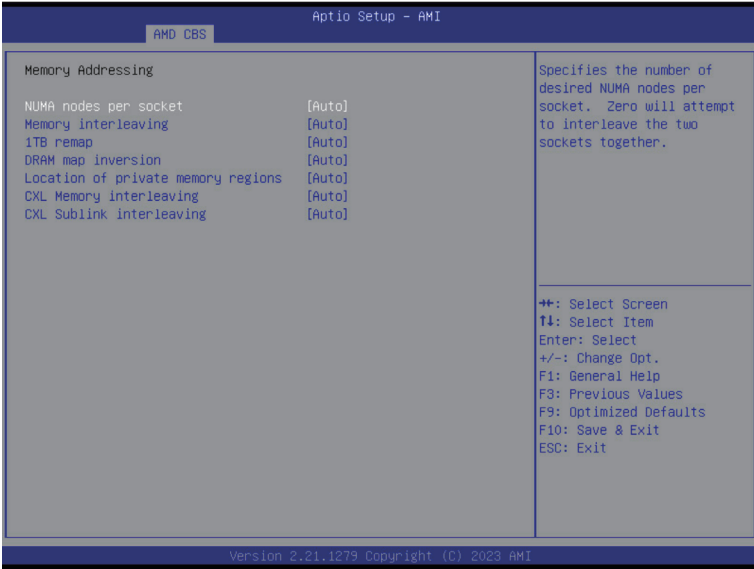 Aptio Setup – AMI
AMD CBS
Memory Addressing
NUMA nodes per socket [Auto]
Memory interleaving [Auto]
1TB remap [Auto]
DRAM map inversion [Auto]
Location of private memory regions [Auto]
CXL Memory interleaving [Auto]
CXL Sublink interleaving [Auto]
Specifies the number of
desired NUMA nodes per
socket.  Zero will attempt
to interleave the two
sockets together.
→←: Select Screen
↑↓: Select Item
Enter: Select
+/-: Change Opt.
F1: General Help
F3: Previous Values
F9: Optimized Defaults
F10: Save & Exit
ESC: Exit
Version 2.21.1279 Copyright (C) 2023 AMI